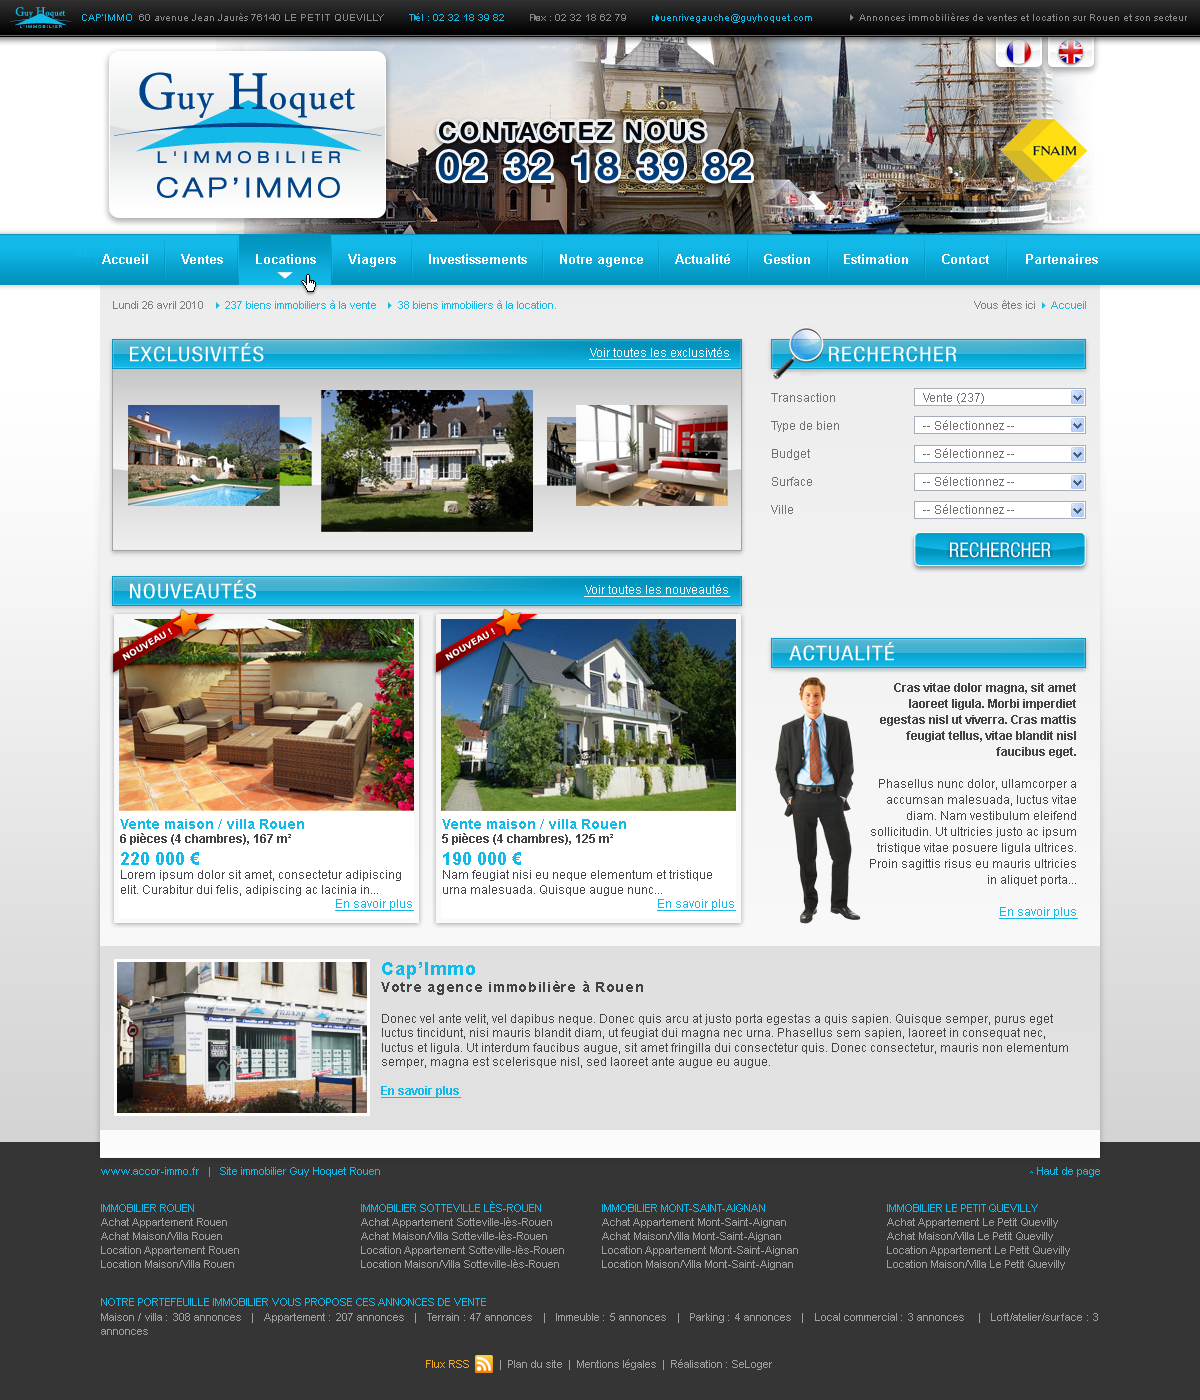 Guy Hoquet
L'IMMOBILIER
CAP'IMMO 60 avenue Jean Jaurès 76140 LE PETIT QUEVILLY Tél : 02 32 18 39 82 Fax : 02 32 18 62 79 rouenrivegauche@guyhoquet.com Annonces immobilières de ventes et location sur Rouen et son secteur
Guy Hoquet
L'IMMOBILIER
CAP'IMMO
CONTACTEZ NOUS
02 32 18 39 82
FNAIM
Accueil Ventes Locations Viagers Investissements Notre agence Actualité Gestion Estimation Contact Partenaires
Lundi 26 avril 2010 237 biens immobiliers à la vente 38 biens immobiliers à la location. Vous êtes ici Accueil
EXCLUSIVITÉS Voir toutes les exclusivtés
RECHERCHER
Transaction Vente (237)
Type de bien -- Sélectionnez --
Budget -- Sélectionnez --
Surface -- Sélectionnez --
Ville -- Sélectionnez --
RECHERCHER
NOUVEAUTÉS Voir toutes les nouveautés
NOUVEAU !
Vente maison / villa Rouen
6 pièces (4 chambres), 167 m²
220 000 €
Lorem ipsum dolor sit amet, consectetur adipiscing
elit. Curabitur dui felis, adipiscing ac lacinia in...
En savoir plus
NOUVEAU !
Vente maison / villa Rouen
5 pièces (4 chambres), 125 m²
190 000 €
Nam feugiat nisi eu neque elementum et tristique
urna malesuada. Quisque augue nunc...
En savoir plus
ACTUALITÉ
Cras vitae dolor magna, sit amet
laoreet ligula. Morbi imperdiet
egestas nisl ut viverra. Cras mattis
feugiat tellus, vitae blandit nisl
faucibus eget.
Phasellus nunc dolor, ullamcorper a
accumsan malesuada, luctus vitae
diam. Nam vestibulum eleifend
sollicitudin. Ut ultricies justo ac ipsum
tristique vitae posuere ligula ultrices.
Proin sagittis risus eu mauris ultricies
in aliquet porta...
En savoir plus
Cap'Immo
Votre agence immobilière à Rouen
Donec vel ante velit, vel dapibus neque. Donec quis arcu at justo porta egestas a quis sapien. Quisque semper, purus eget
luctus tincidunt, nisi mauris blandit diam, ut feugiat dui magna nec urna. Phasellus sem sapien, laoreet in consequat nec,
luctus et ligula. Ut interdum faucibus augue, sit amet fringilla dui consectetur quis. Donec consectetur, mauris non elementum
semper, magna est scelerisque nisl, sed laoreet ante augue eu augue.
En savoir plus
www.accor-immo.fr | Site immobilier Guy Hoquet Rouen Haut de page
IMMOBILIER ROUEN
Achat Appartement Rouen
Achat Maison/Villa Rouen
Location Appartement Rouen
Location Maison/Villa Rouen
IMMOBILIER SOTTEVILLE LÈS-ROUEN
Achat Appartement Sotteville-lès-Rouen
Achat Maison/Villa Sotteville-lès-Rouen
Location Appartement Sotteville-lès-Rouen
Location Maison/Villa Sotteville-lès-Rouen
IMMOBILIER MONT-SAINT-AIGNAN
Achat Appartement Mont-Saint-Aignan
Achat Maison/Villa Mont-Saint-Aignan
Location Appartement Mont-Saint-Aignan
Location Maison/Villa Mont-Saint-Aignan
IMMOBILIER LE PETIT QUEVILLY
Achat Appartement Le Petit Quevilly
Achat Maison/Villa Le Petit Quevilly
Location Appartement Le Petit Quevilly
Location Maison/Villa Le Petit Quevilly
NOTRE PORTEFEUILLE IMMOBILIER VOUS PROPOSE CES ANNONCES DE VENTE
Maison / villa : 308 annonces | Appartement : 207 annonces | Terrain : 47 annonces | Immeuble : 5 annonces | Parking : 4 annonces | Local commercial : 3 annonces | Loft/atelier/surface : 3
annonces
Flux RSS | Plan du site | Mentions légales | Réalisation : SeLoger